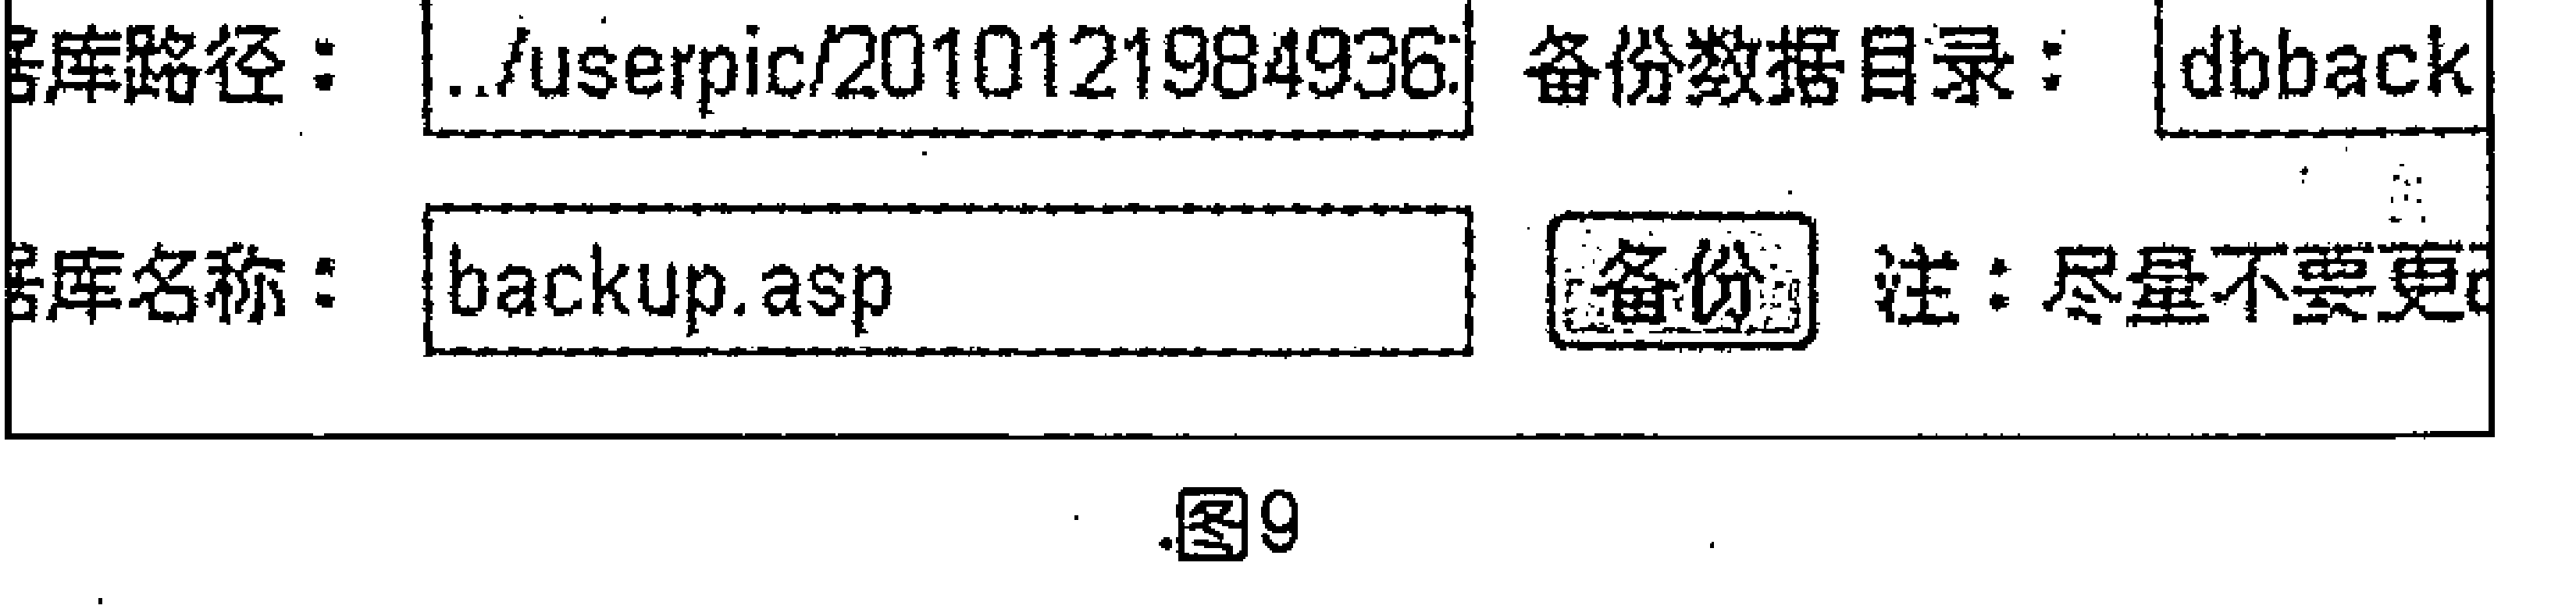 库路径： ../userpic/2010121984936. 备份数据目录： dbback
库名称： backup.asp 备份 注：尽量不要更
图9